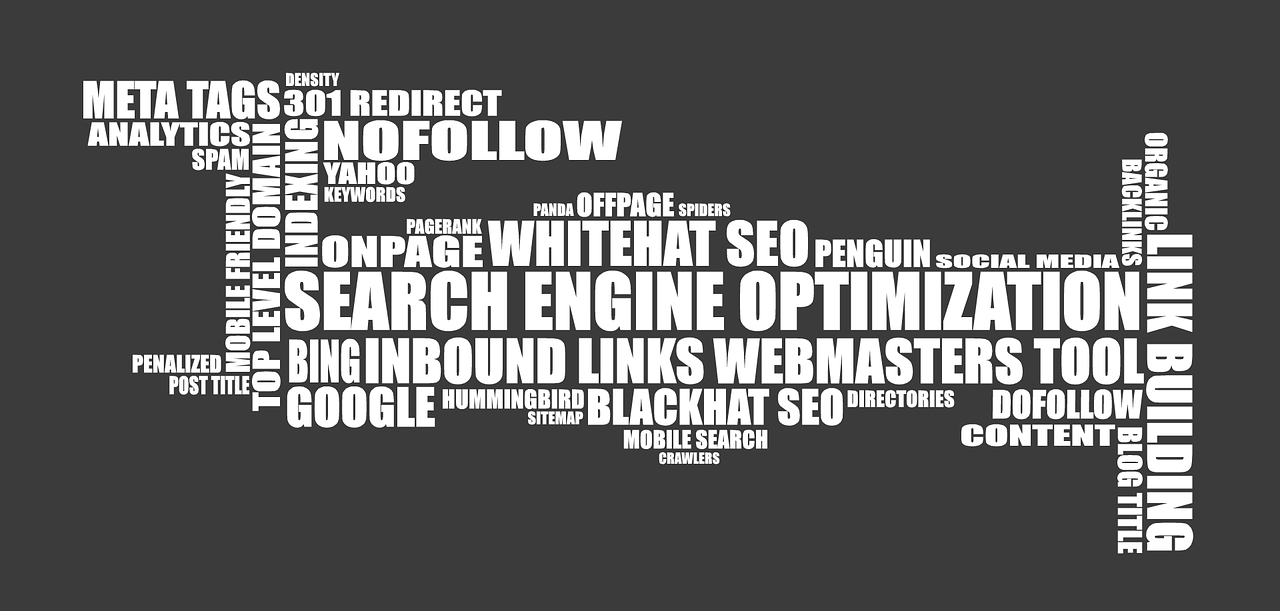 DENSITY
META TAGS
301 REDIRECT
ANALYTICS
NOFOLLOW
SPAM
YAHOO
KEYWORDS
MOBILE FRIENDLY
TOP LEVEL DOMAIN
INDEXING
PANDA
OFFPAGE
SPIDERS
PAGERANK
ONPAGE
WHITEHAT SEO
PENGUIN
SOCIAL MEDIA
BACKLINKS
ORGANIC
LINK BUILDING
SEARCH ENGINE OPTIMIZATION
PENALIZED
POST TITLE
BING
INBOUND LINKS
WEBMASTERS TOOL
GOOGLE
HUMMINGBIRD
SITEMAP
BLACKHAT SEO
DIRECTORIES
DOFOLLOW
CONTENT
BLOG TITLE
MOBILE SEARCH
CRAWLERS